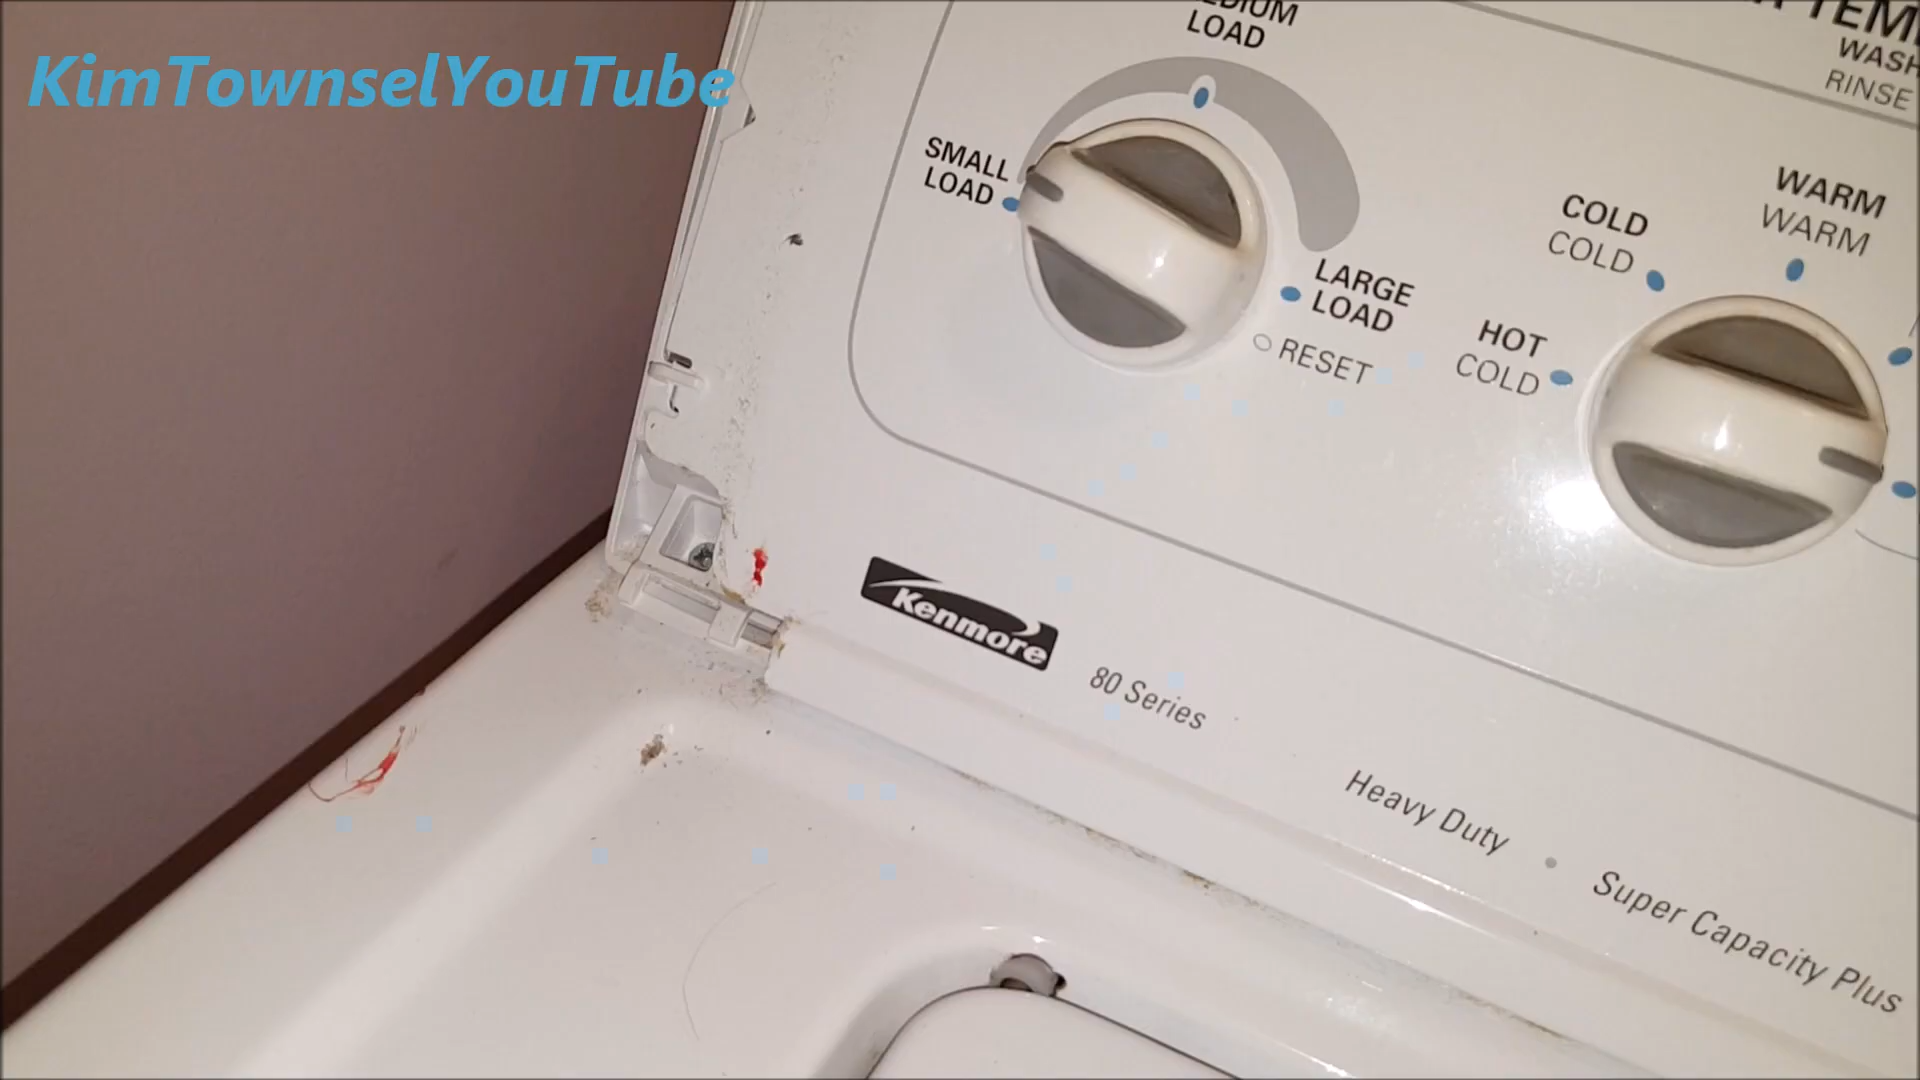 KimTownselYouTube
LOAD
SMALL
LOAD
LARGE
LOAD
RESET
WASH
RINSE
WARM
WARM
COLD
COLD
HOT
COLD
Kenmore
80 Series
Heavy Duty • Super Capacity Plus